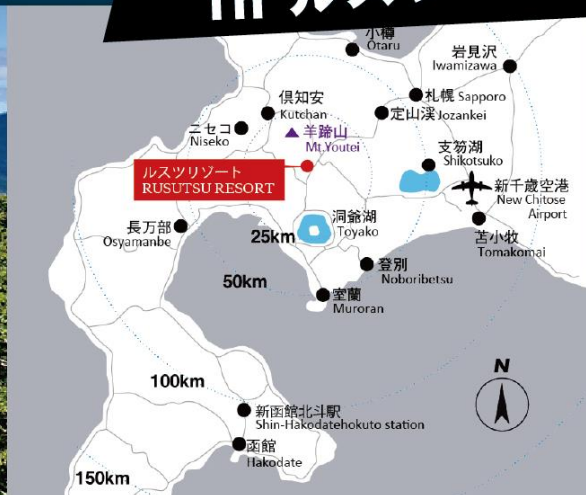 in ルス
小樽
Otaru
岩見沢
Iwamizawa
倶知安
Kutchan
札幌 Sapporo
定山渓 Jozankei
ニセコ
Niseko
羊蹄山
Mt.Youtei
支笏湖
Shikotsuko
ルスツリゾート
RUSUTSU RESORT
新千歳空港
New Chitose
Airport
長万部
Osyamanbe
洞爺湖
Toyako
25km
苫小牧
Tomakomai
登別
Noboribetsu
50km
室蘭
Muroran
100km
N
新函館北斗駅
Shin-Hakodatehokuto station
函館
Hakodate
150km